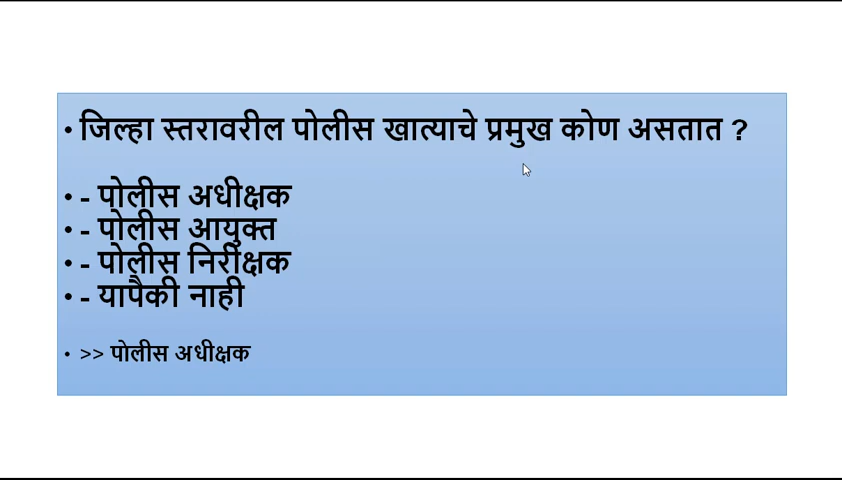 • जिल्हा स्तरावरील पोलीस खात्याचे प्रमुख कोण असतात ?
• - पोलीस अधीक्षक
• - पोलीस आयुक्त
• - पोलीस निरीक्षक
• - यापैकी नाही
• >> पोलीस अधीक्षक